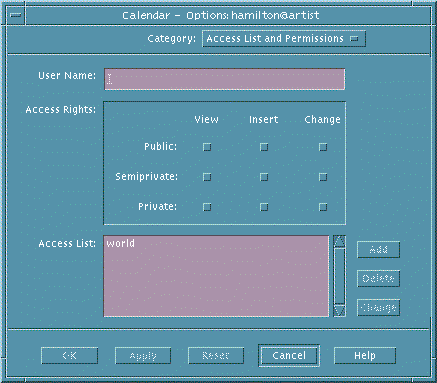 Calendar – Options: hamilton@artist
Category: Access List and Permissions
User Name:
Access Rights:
View Insert Change
Public:
Semiprivate:
Private:
Access List: world
Add
Delete
Change
OK Apply Reset Cancel Help